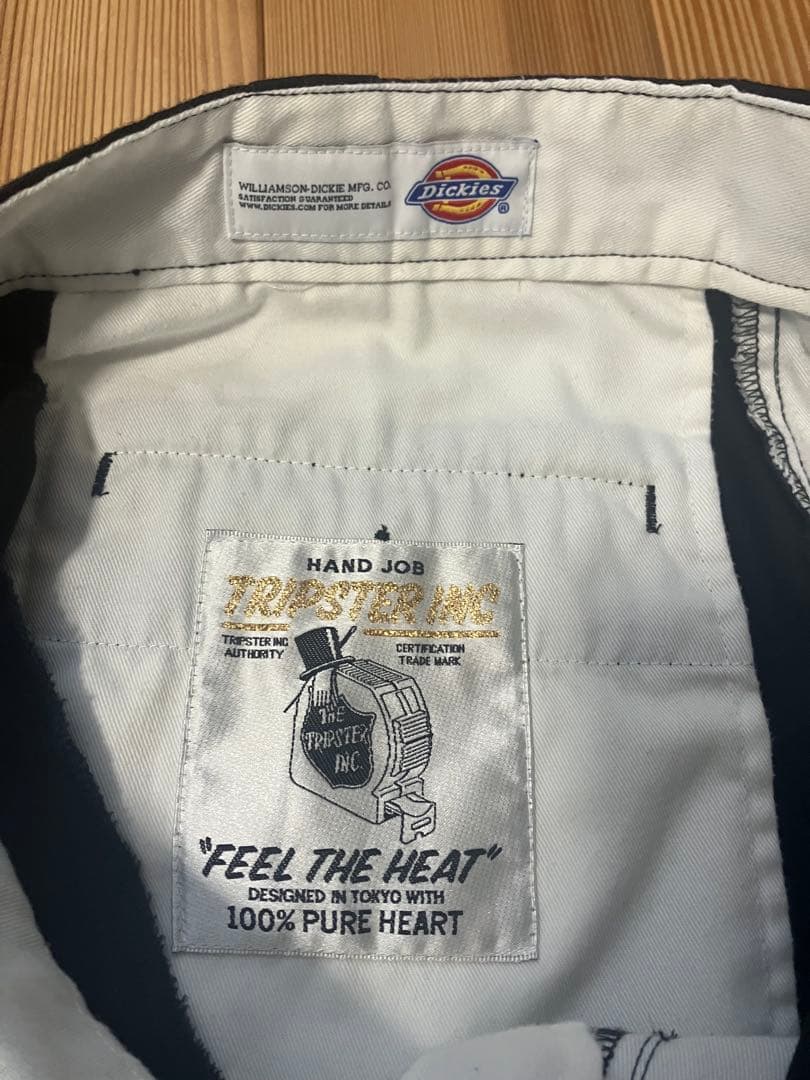 WILLIAMSON-DICKIE MFG. CO.
SATISFACTION GUARANTEED
WWW.DICKIES.COM FOR MORE DETAILS
Dickies®
HAND JOB
TRIPSTER INC
TRIPSTER INC
AUTHORITY
CERTIFICATION
TRADE MARK
THE
TRIPSTER
INC.
"FEEL THE HEAT"
DESIGNED IN TOKYO WITH
100% PURE HEART